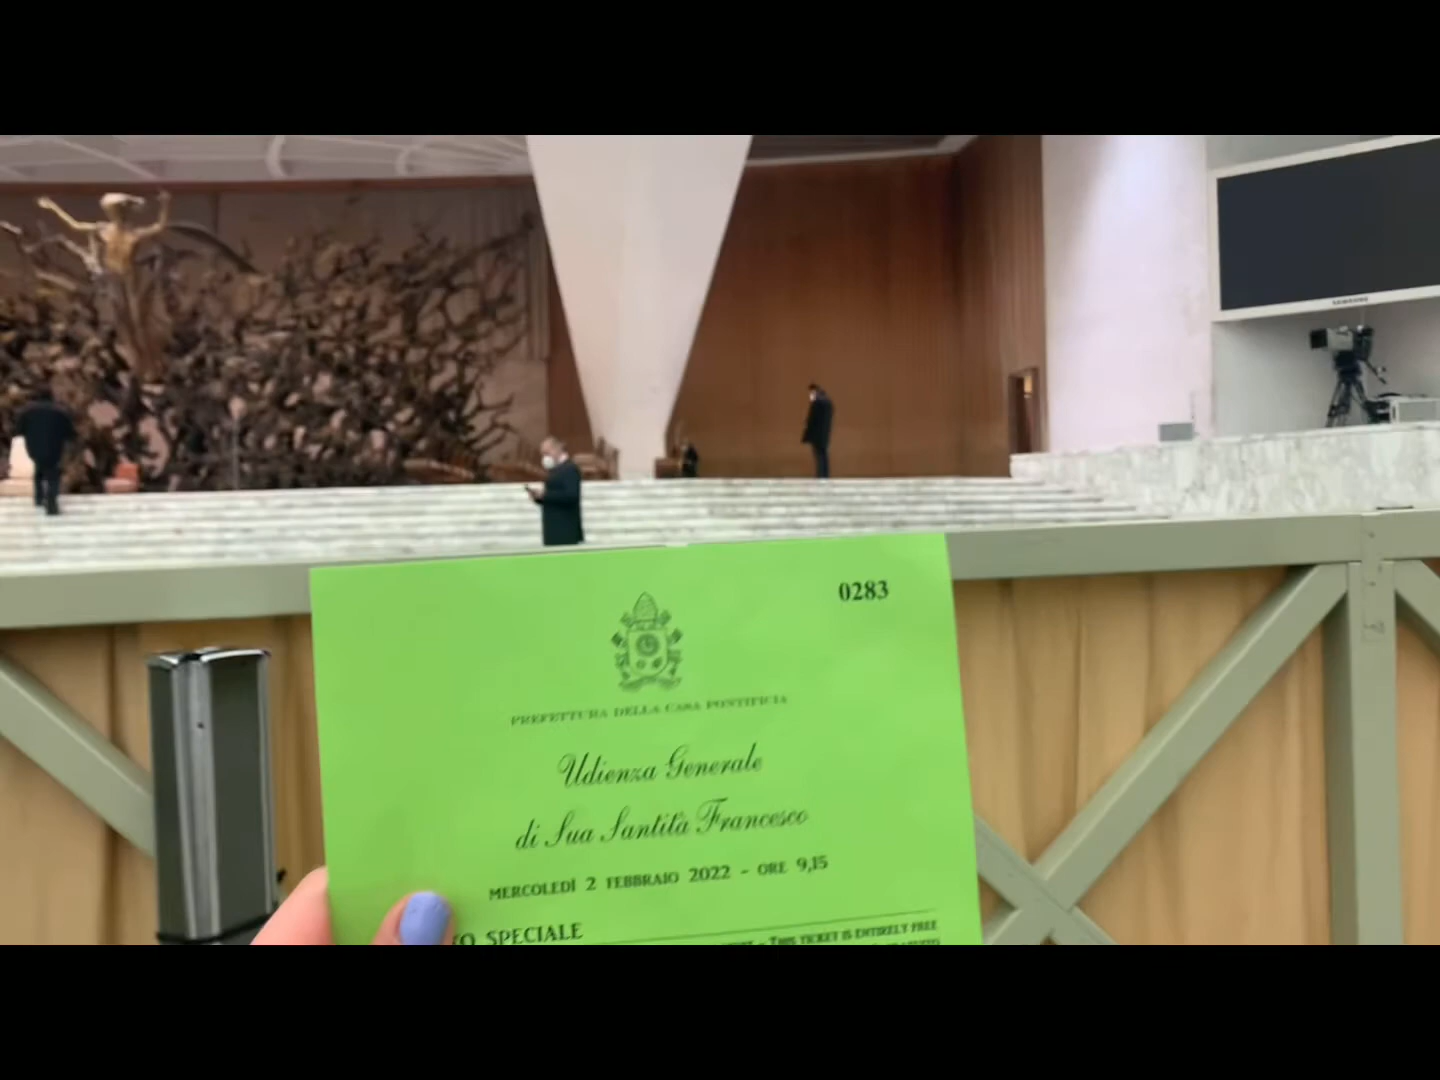 SAMSUNG
0283
PREFETTURA DELLA CASA PONTIFICIA
Udienza Generale
di Sua Santità Francesco
MERCOLEDÌ 2 FEBBRAIO 2022 - ORE 9,15
SPECIALE
- THIS TICKET IS ENTIRELY FREE